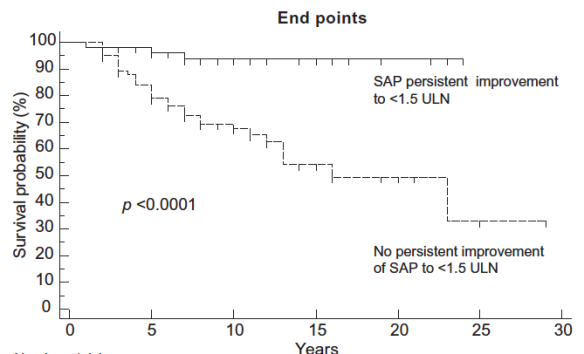 End points
Survival probability (%)
100
90
80
70
60
50
40
30
20
10
0
SAP persistent improvement
to <1.5 ULN
p <0.0001
No persistent improvement
of SAP to <1.5 ULN
0 5 10 15 20 25 30
Years